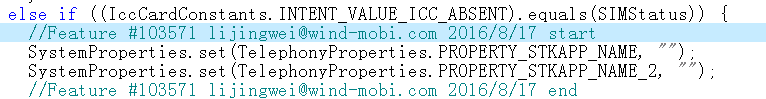 else if ((IccCardConstants.INTENT_VALUE_ICC_ABSENT).equals(SIMStatus)) {
//Feature #103571 lijingwei@wind-mobi.com 2016/8/17 start
SystemProperties.set(TelephonyProperties.PROPERTY_STKAPP_NAME, "");
SystemProperties.set(TelephonyProperties.PROPERTY_STKAPP_NAME_2, "");
//Feature #103571 lijingwei@wind-mobi.com 2016/8/17 end